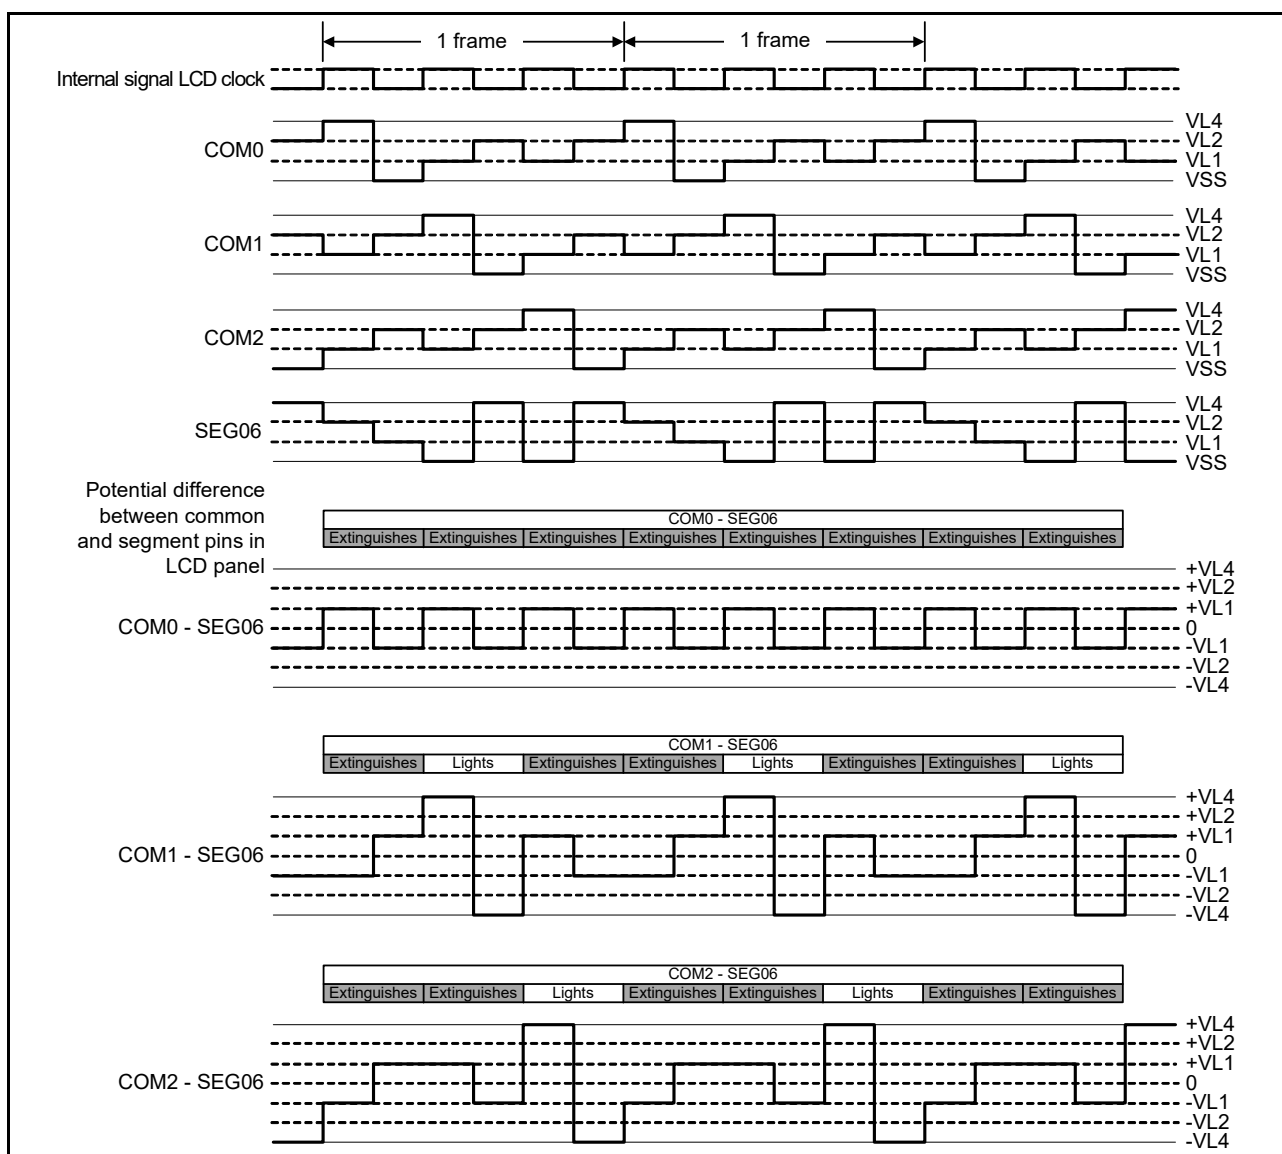 1 frame 1 frame
Internal signal LCD clock
COM0
VL4
VL2
VL1
VSS
COM1
VL4
VL2
VL1
VSS
COM2
VL4
VL2
VL1
VSS
SEG06
VL4
VL2
VL1
VSS
Potential difference
between common
and segment pins in
LCD panel
COM0 - SEG06
Extinguishes Extinguishes Extinguishes Extinguishes Extinguishes Extinguishes Extinguishes Extinguishes
COM0 - SEG06
+VL4
+VL2
+VL1
0
-VL1
-VL2
-VL4
COM1 - SEG06
Extinguishes Lights Extinguishes Extinguishes Lights Extinguishes Extinguishes Lights
COM1 - SEG06
+VL4
+VL2
+VL1
0
-VL1
-VL2
-VL4
COM2 - SEG06
Extinguishes Extinguishes Lights Extinguishes Extinguishes Lights Extinguishes Extinguishes
COM2 - SEG06
+VL4
+VL2
+VL1
0
-VL1
-VL2
-VL4